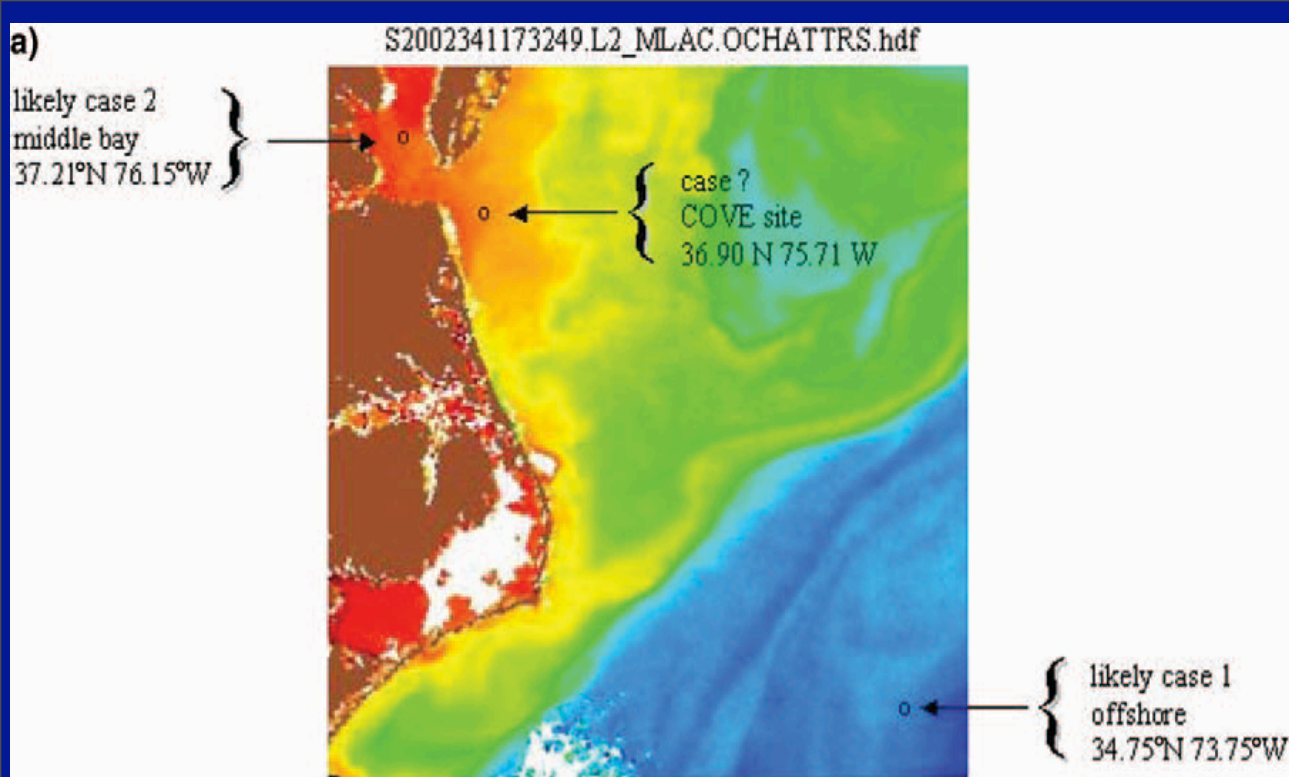 a)
S2002341173249.L2_MLAC.OCHATTRS.hdf
likely case 2
middle bay
37.21°N 76.15°W
case ?
COVE site
36.90 N 75.71 W
likely case 1
offshore
34.75°N 73.75°W